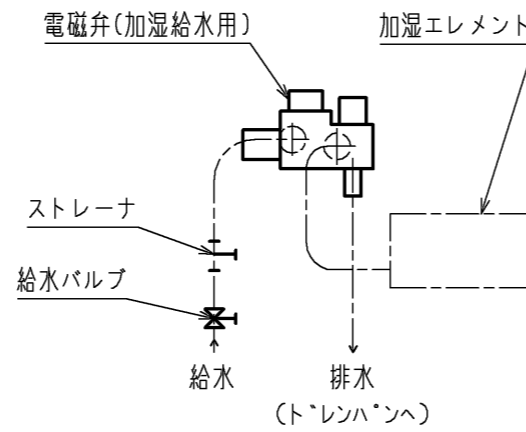 電磁弁(加湿給水用)
加湿エレメント
ストレーナ
給水バルブ
給水
排水
(ドレンパンへ)